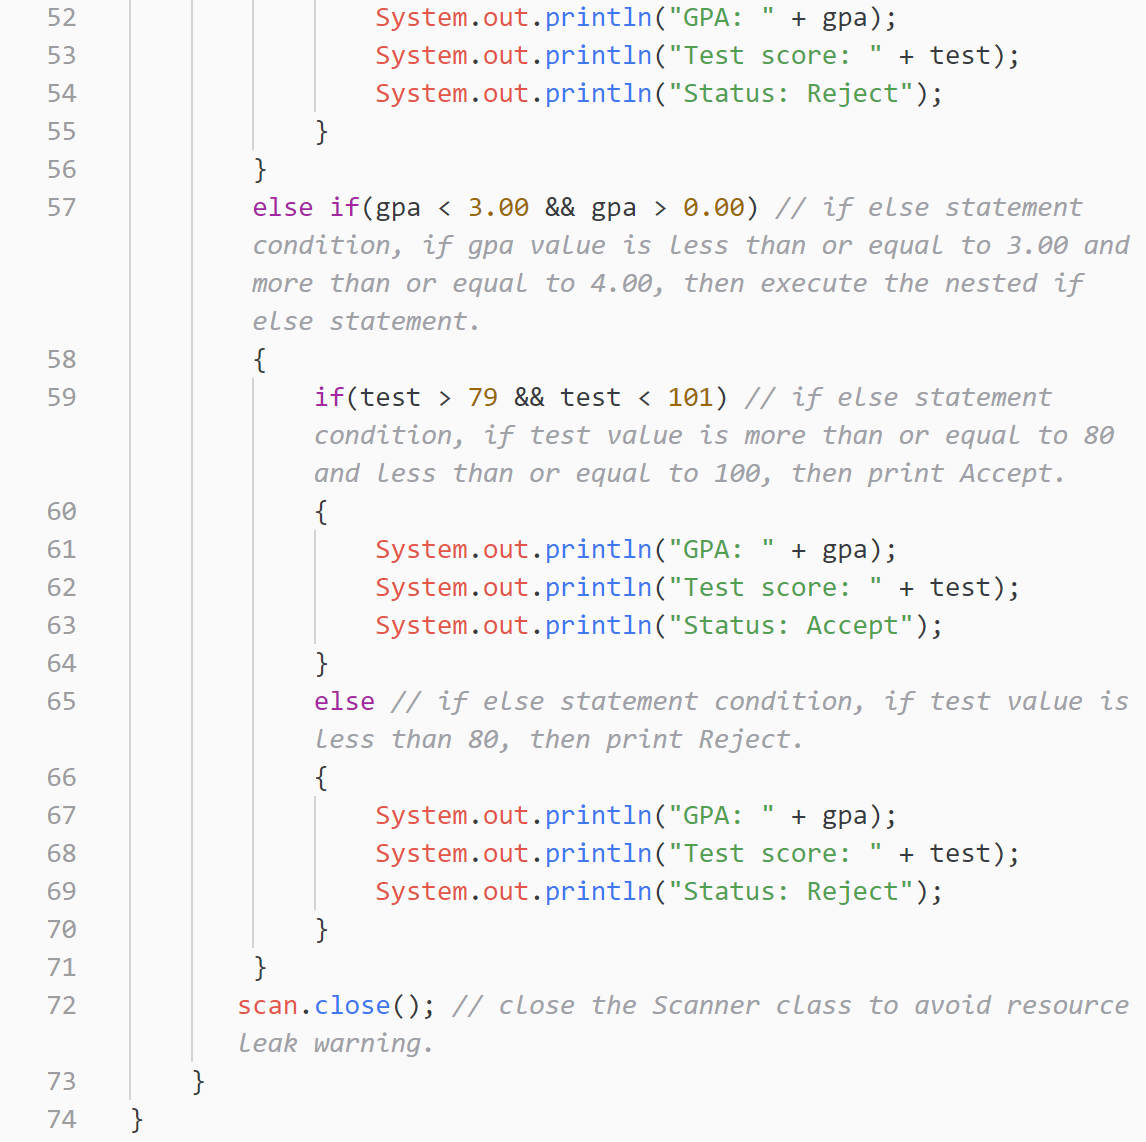 52 System.out.println("GPA: " + gpa);
53 System.out.println("Test score: " + test);
54 System.out.println("Status: Reject");
55 }
56 }
57 else if(gpa < 3.00 && gpa > 0.00) // if else statement
condition, if gpa value is less than or equal to 3.00 and
more than or equal to 4.00, then execute the nested if
else statement.
58 {
59 if(test > 79 && test < 101) // if else statement
condition, if test value is more than or equal to 80
and less than or equal to 100, then print Accept.
60 {
61 System.out.println("GPA: " + gpa);
62 System.out.println("Test score: " + test);
63 System.out.println("Status: Accept");
64 }
65 else // if else statement condition, if test value is
less than 80, then print Reject.
66 {
67 System.out.println("GPA: " + gpa);
68 System.out.println("Test score: " + test);
69 System.out.println("Status: Reject");
70 }
71 }
72 scan.close(); // close the Scanner class to avoid resource
leak warning.
73 }
74 }